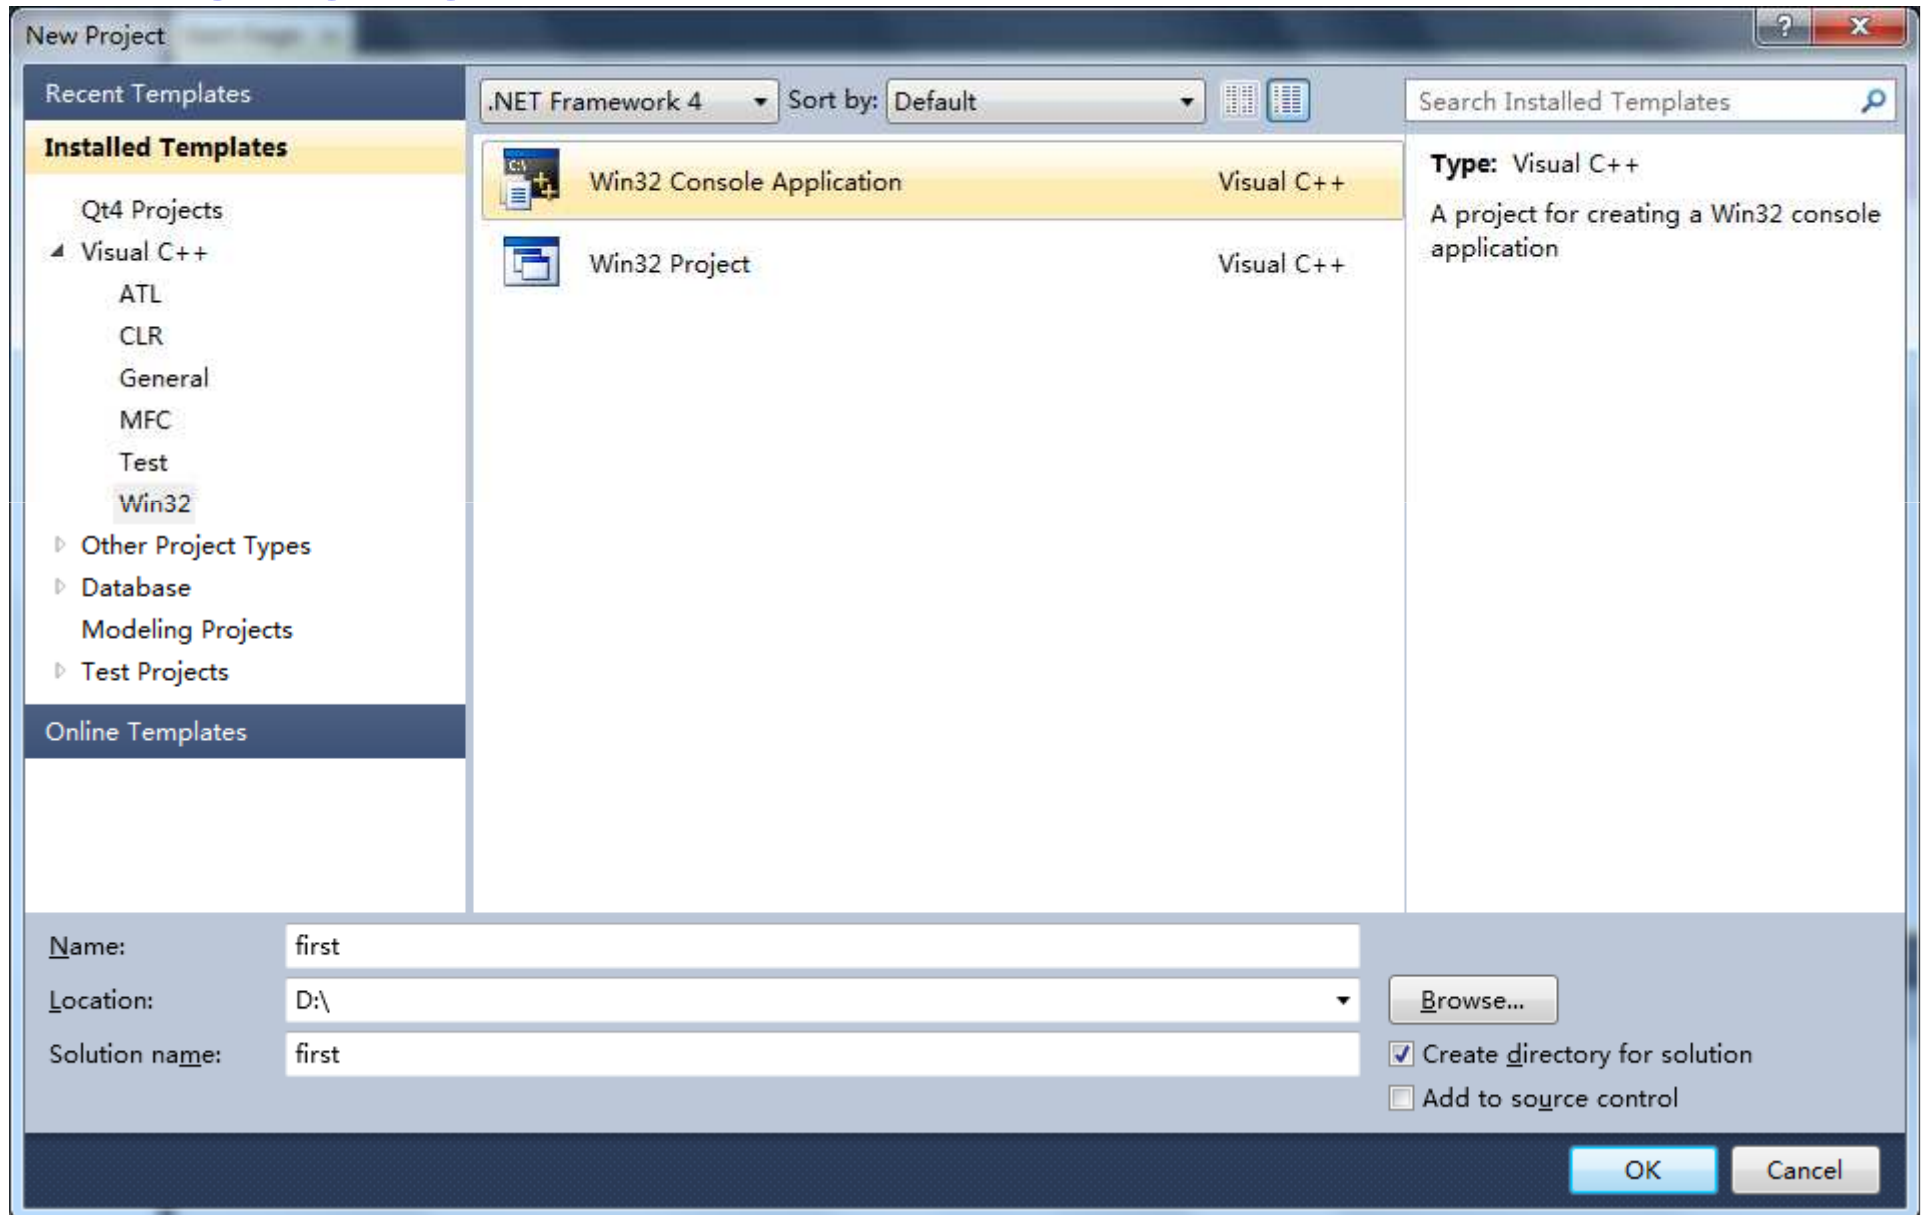 New Project
Recent Templates
.NET Framework 4
Sort by: Default
Search Installed Templates
Installed Templates
Qt4 Projects
Visual C++
ATL
CLR
General
MFC
Test
Win32
Other Project Types
Database
Modeling Projects
Test Projects
Online Templates
Win32 Console Application Visual C++
Win32 Project Visual C++
Type: Visual C++
A project for creating a Win32 console
application
Name: first
Location: D:\
Browse...
Solution name: first
Create directory for solution
Add to source control
OK
Cancel